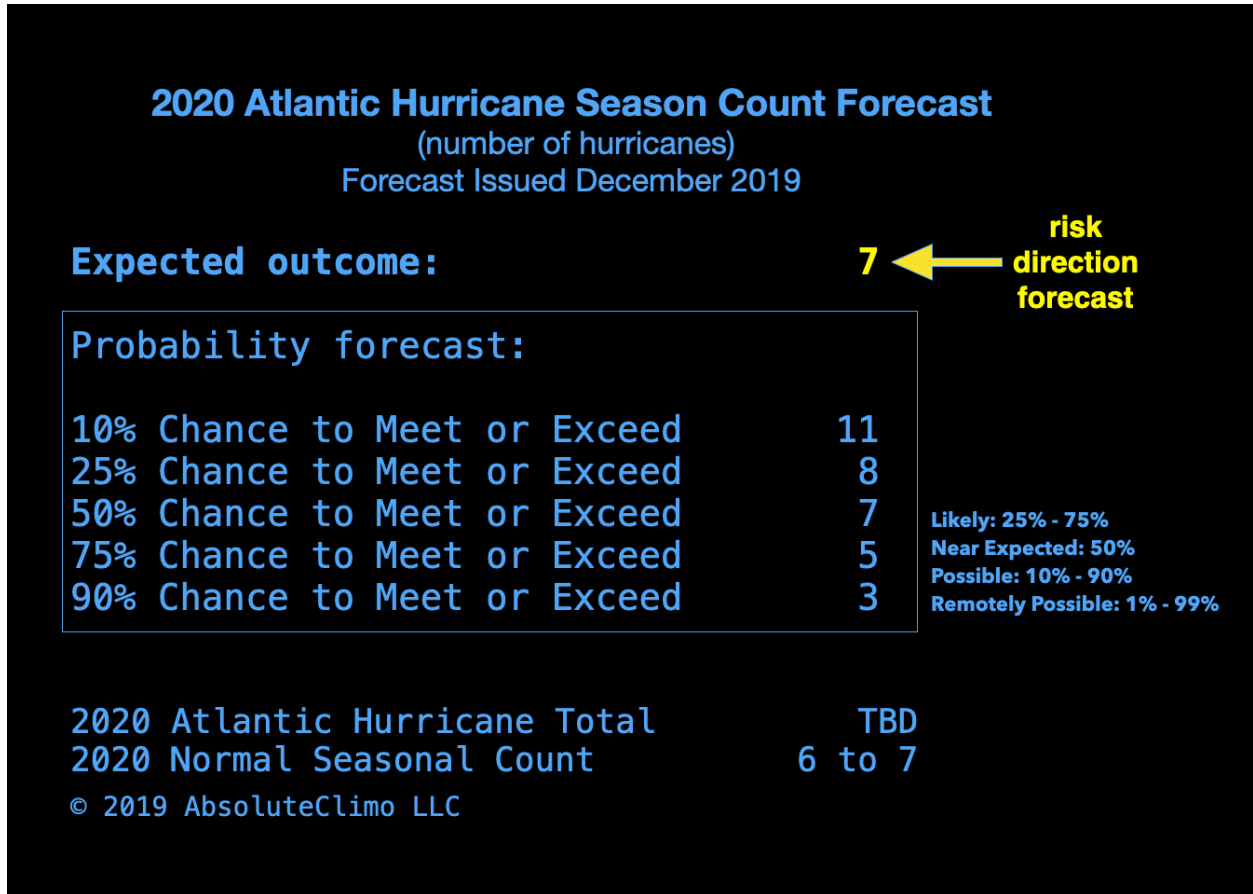 2020 Atlantic Hurricane Season Count Forecast
(number of hurricanes)
Forecast Issued December 2019
Expected outcome: 7
risk
direction
forecast
Probability forecast:
10% Chance to Meet or Exceed 11
25% Chance to Meet or Exceed 8
50% Chance to Meet or Exceed 7
75% Chance to Meet or Exceed 5
90% Chance to Meet or Exceed 3
Likely: 25% - 75%
Near Expected: 50%
Possible: 10% - 90%
Remotely Possible: 1% - 99%
2020 Atlantic Hurricane Total TBD
2020 Normal Seasonal Count 6 to 7
© 2019 AbsoluteClimo LLC